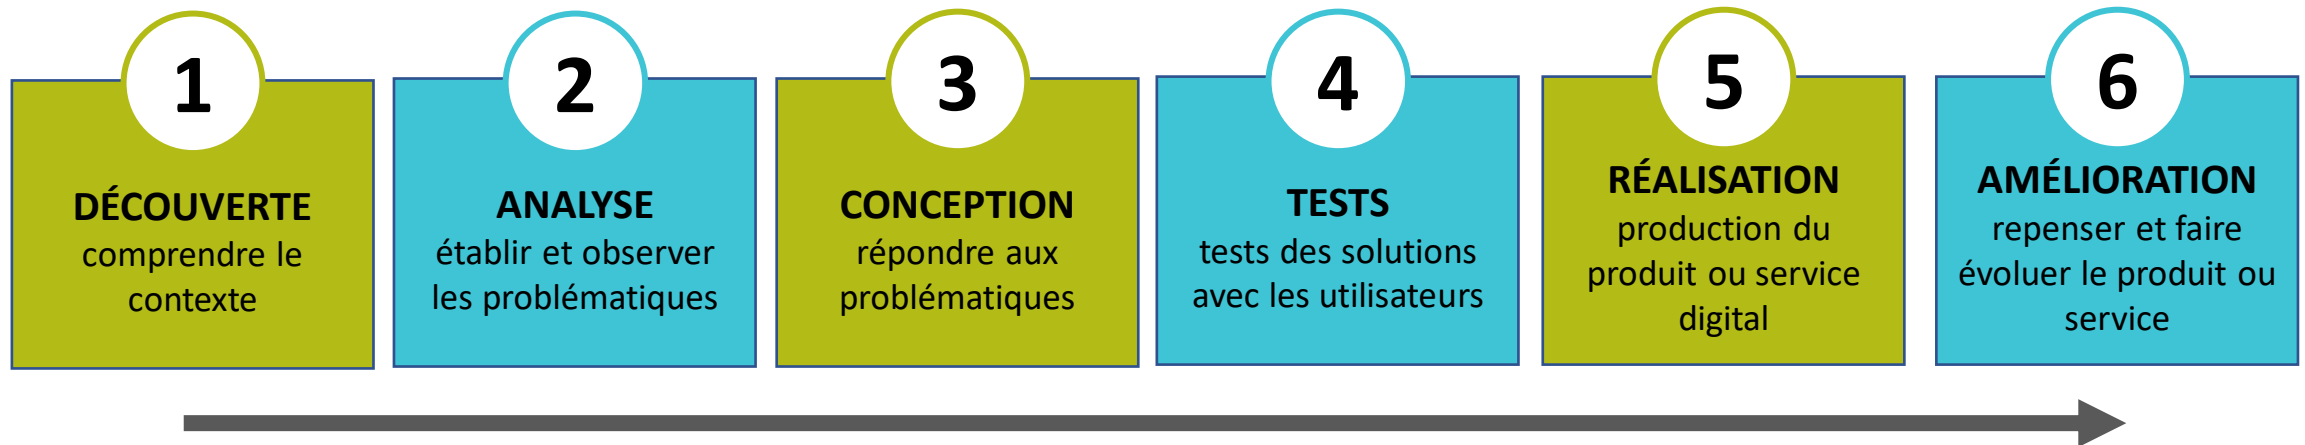 1
DÉCOUVERTE
comprendre le
contexte
2
ANALYSE
établir et observer
les problématiques
3
CONCEPTION
répondre aux
problématiques
4
TESTS
tests des solutions
avec les utilisateurs
5
RÉALISATION
production du
produit ou service
digital
6
AMÉLIORATION
repenser et faire
évoluer le produit ou
service